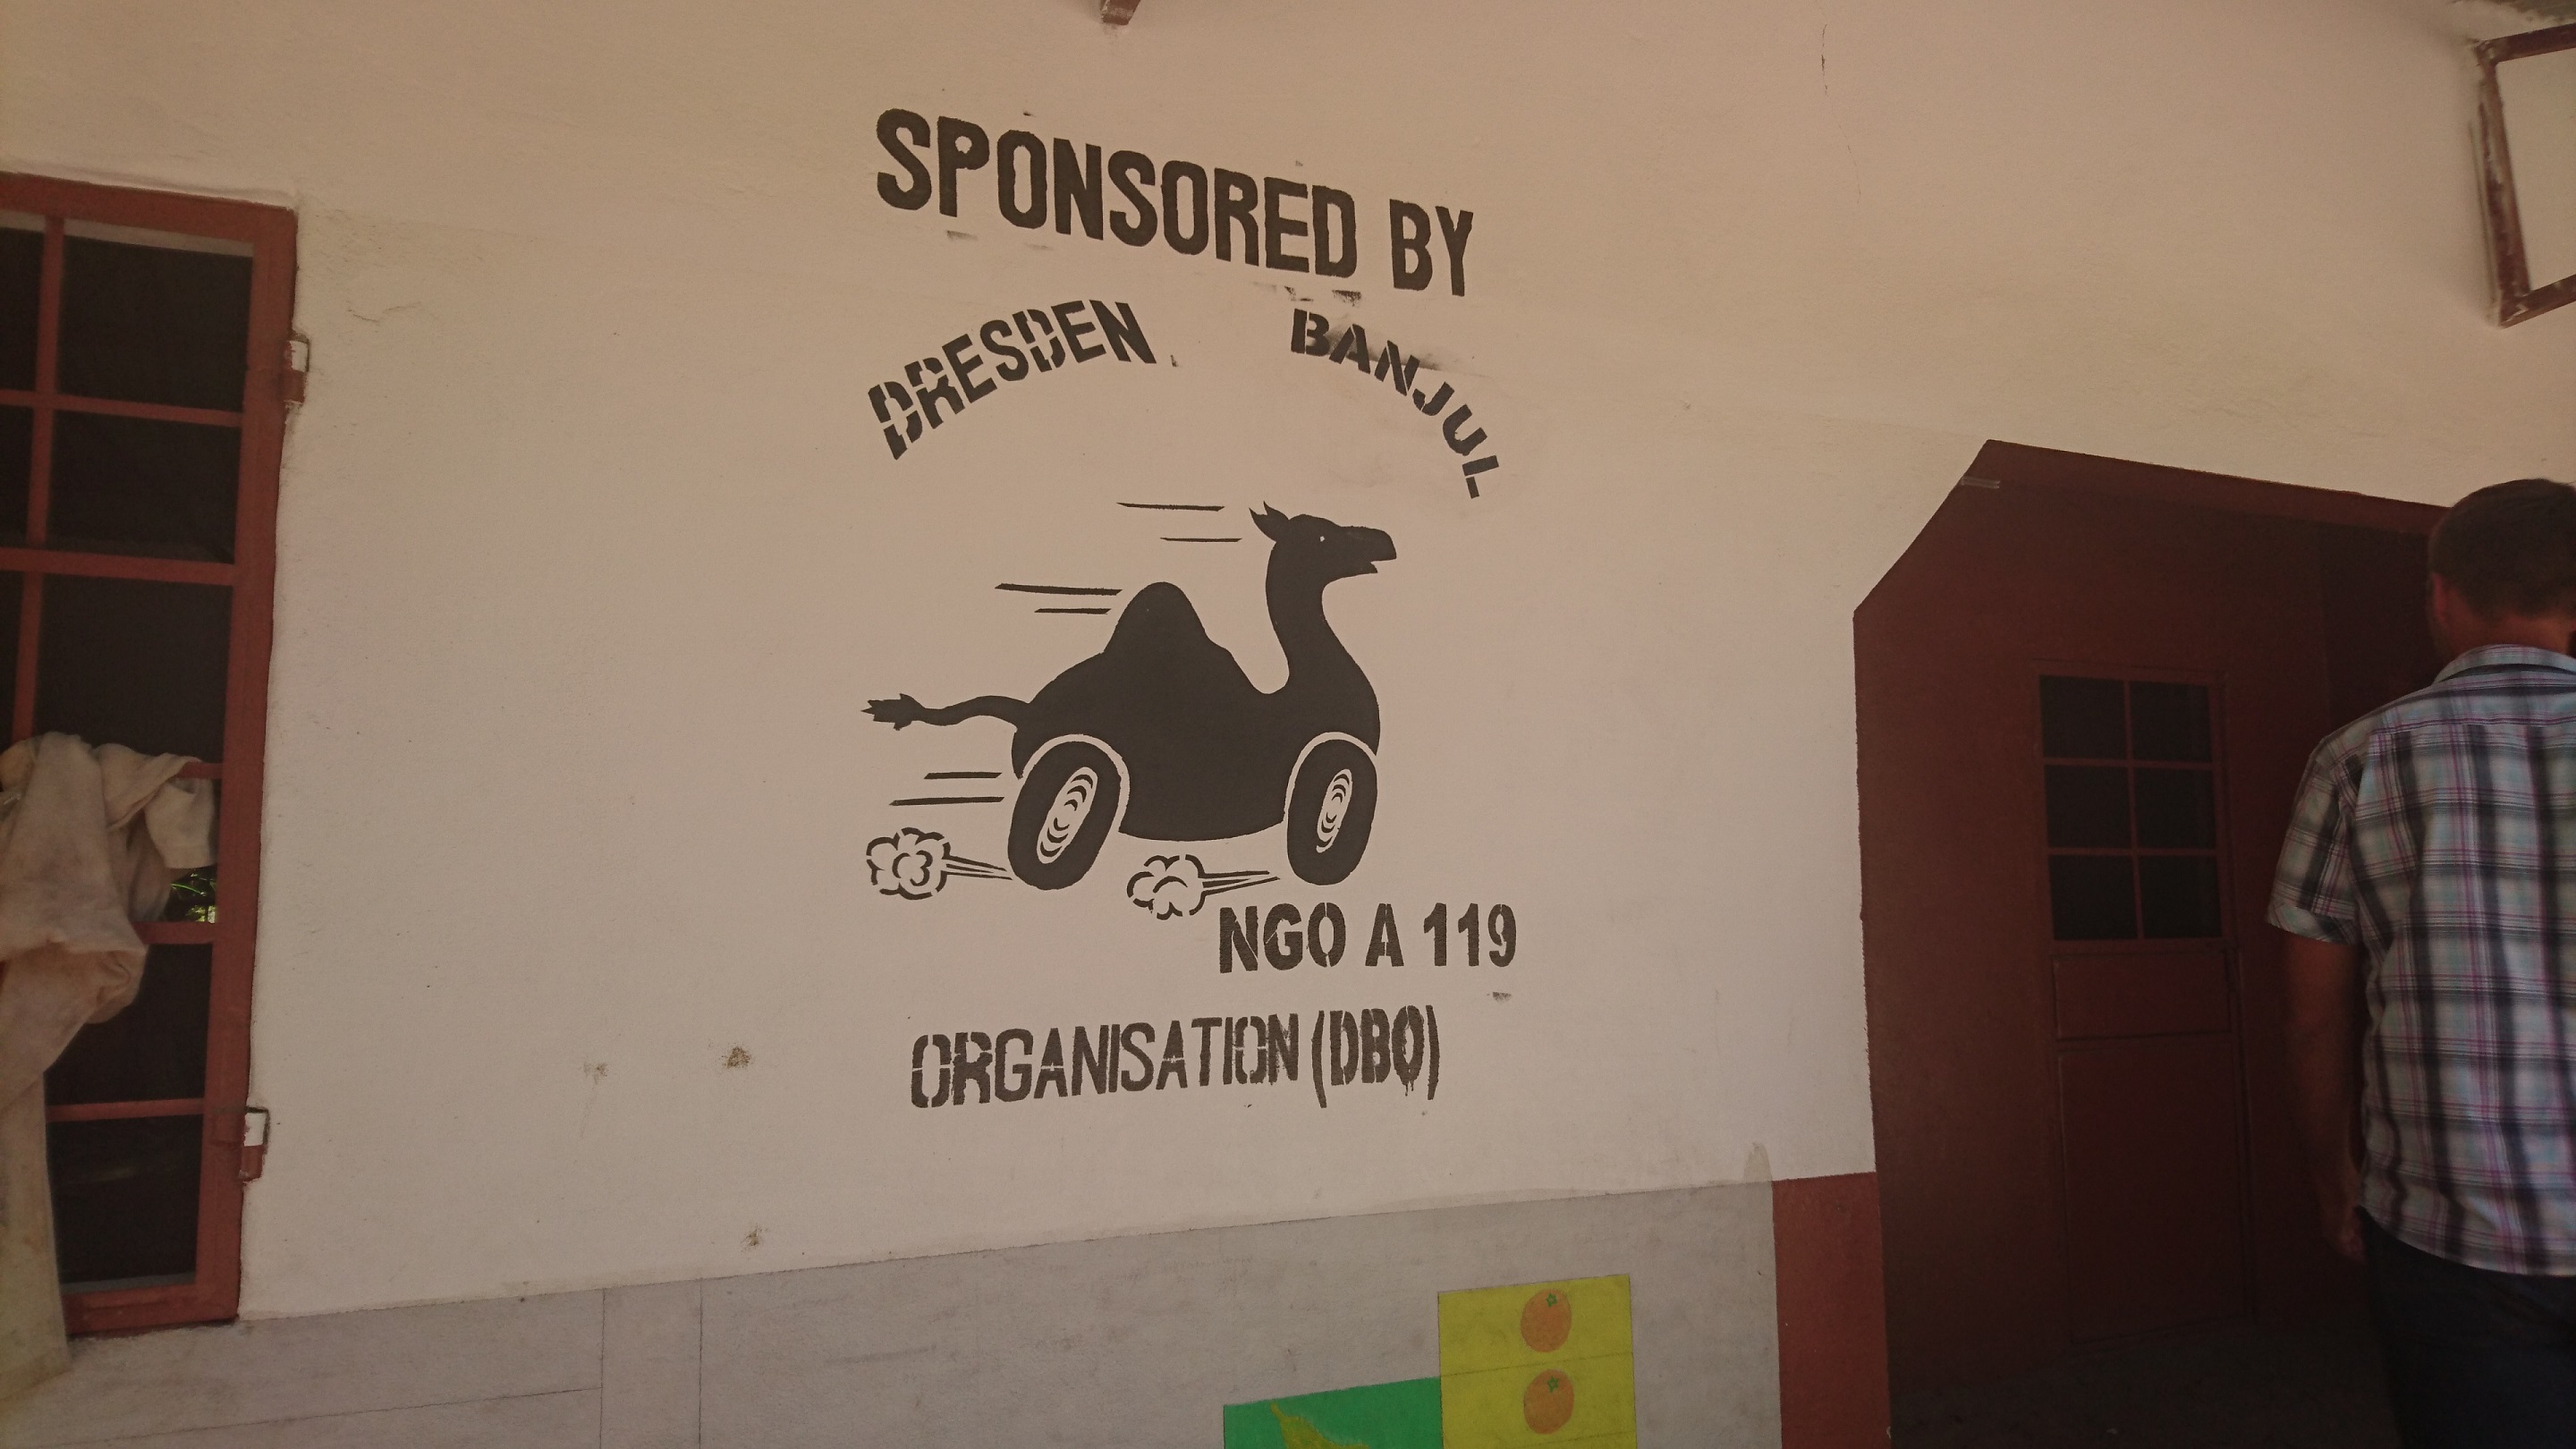 SPONSORED BY
DRESDEN BANJUL
NGO A 119
ORGANISATION (DBO)